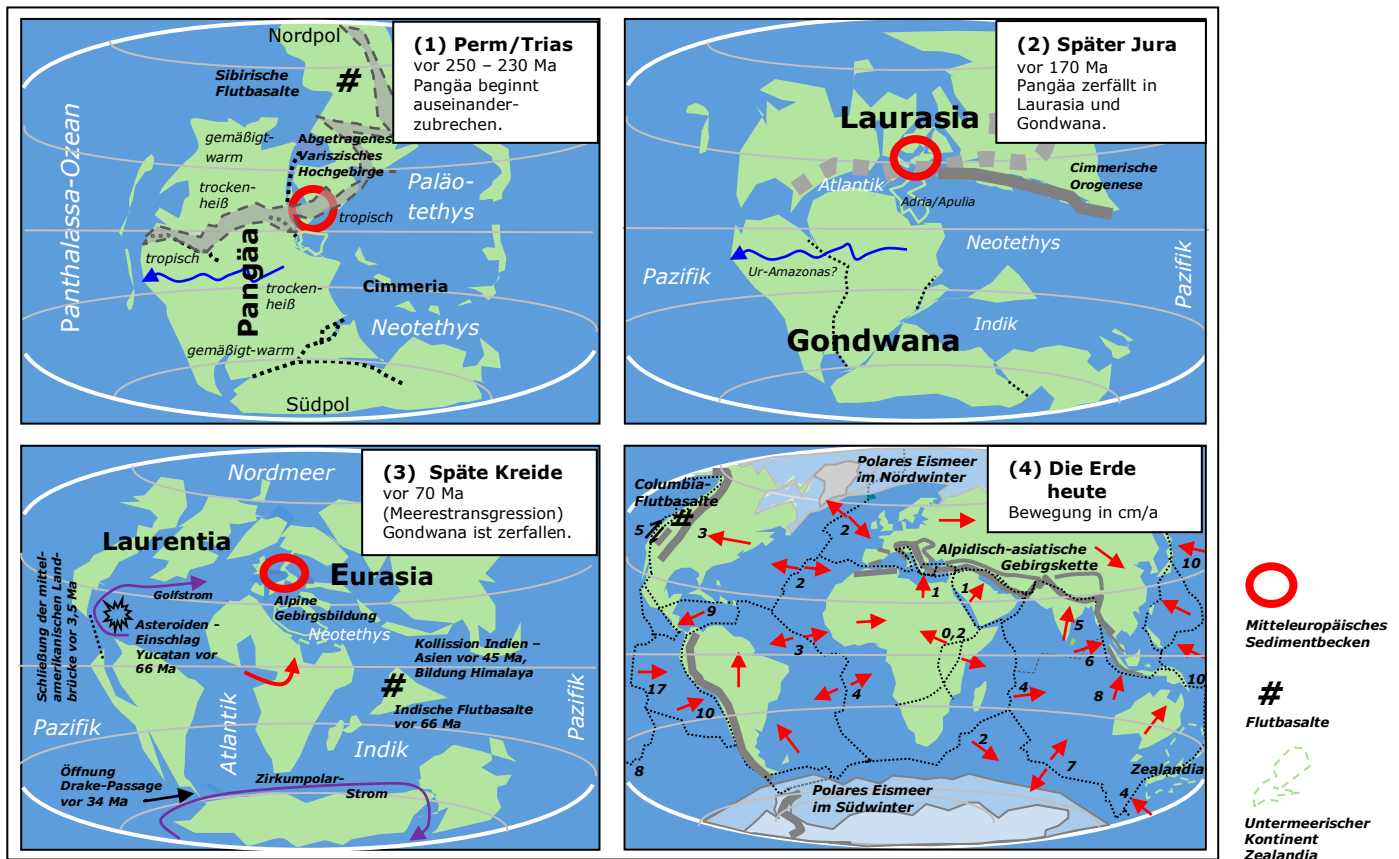 Nordpol
(1) Perm/Trias
vor 250 – 230 Ma
Pangäa beginnt
auseinander-
zubrechen.
Sibirische
Flutbasalte
#
gemäßigt-
warm
Abgetragenes
Variszisches
Hochgebirge
Panthalassa-Ozean
trocken-
heiß
Paläo-
tethys
tropisch
tropisch
Pangäa
trocken-
heiß
Cimmeria
Neotethys
gemäßigt-warm
Südpol
(2) Später Jura
vor 170 Ma
Pangäa zerfällt in
Laurasia und
Gondwana.
Laurasia
Cimmerische
Orogenese
Atlantik
Adria/Apulia
Neotethys
Pazifik
Ur-Amazonas?
Pazifik
Indik
Gondwana
Nordmeer
(3) Späte Kreide
vor 70 Ma
(Meerestransgression)
Gondwana ist zerfallen.
Laurentia
Eurasia
Golfstrom
Alpine
Gebirgsbildung
Neotethys
Schließung der mittel-
amerikanischen Land-
brücke vor 3,5 Ma
Asteroiden –
Einschlag
Yucatan vor
66 Ma
Kollission Indien –
Asien vor 45 Ma,
Bildung Himalaya
#
Indische Flutbasalte
vor 66 Ma
Pazifik
Atlantik
Indik
Pazifik
Öffnung
Drake-Passage
vor 34 Ma
Zirkumpolar-
Strom
Polares Eismeer
im Nordwinter
(4) Die Erde
heute
Bewegung in cm/a
Columbia-
Flutbasalte
#
5
3
2
10
Alpidisch-asiatische
Gebirgskette
2
1
1
9
5
0,2
3
6
17
4
4
8
10
10
2
7
8
4
Zealandia
Polares Eismeer
im Südwinter
Mitteleuropäisches
Sedimentbecken
#
Flutbasalte
Untermeerischer
Kontinent
Zealandia